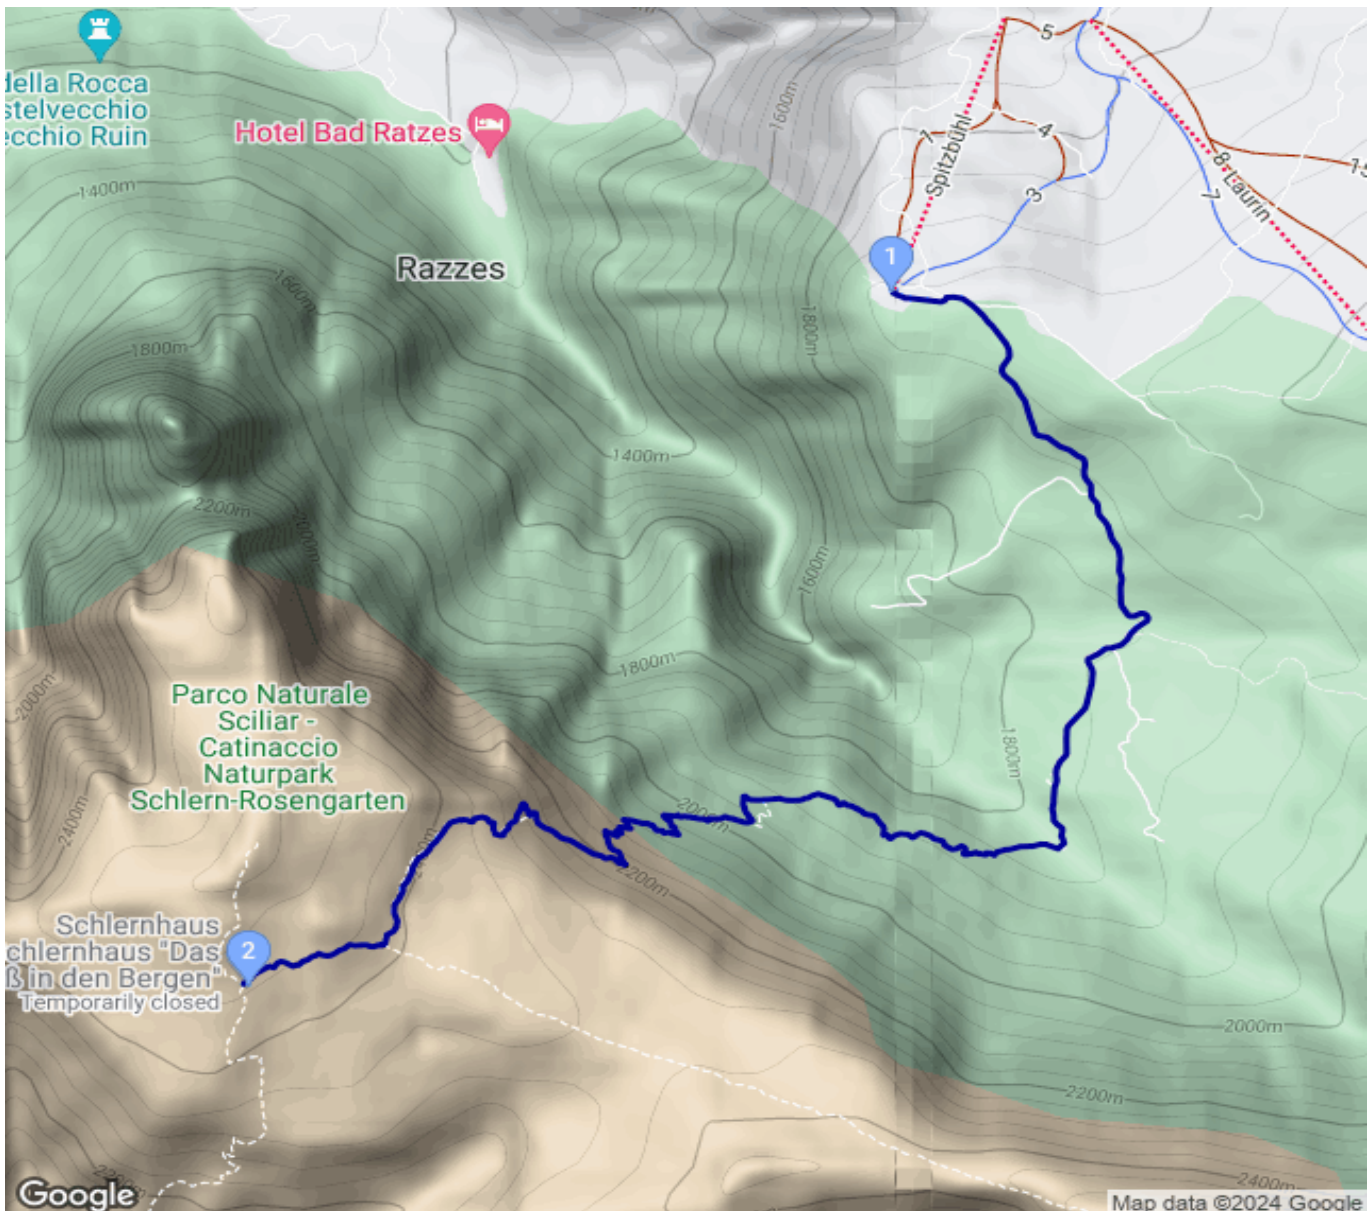 della Rocca
stelvecchio
ecchio Ruin
Hotel Bad Ratzes
1600m
5
4
7
Spitzbühl
3
8 Laurin
7
15
1400m
Razzes
1
1600m
1800m
1800m
1400m
2200m
2000m
1600m
1800m
2000m
Parco Naturale
Sciliar -
Catinaccio
Naturpark
Schlern-Rosengarten
1800m
2400m
2000m
2200m
Schlernhaus
chlernhaus "Das
ß in den Bergen"
Temporarily closed
2
2000m
2200m
2400m
Google
Map data ©2024 Google